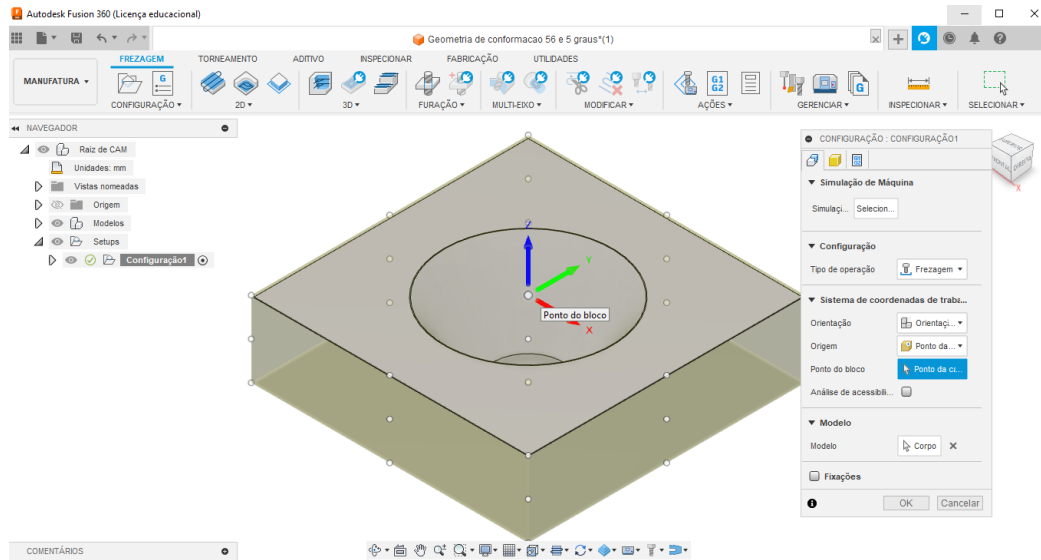 Autodesk Fusion 360 (Licença educacional)
Geometria de conformacao 56 e 5 graus*(1)
FREZAGEM TORNEAMENTO ADITIVO INSPECIONAR FABRICAÇÃO UTILIDADES
MANUFATURA
G
G1
G2
G
CONFIGURAÇÃO 2D 3D FURAÇÃO MULTI-EIXO MODIFICAR AÇÕES GERENCIAR INSPECIONAR SELECIONAR
NAVEGADOR
Raiz de CAM
Unidades: mm
Vistas nomeadas
Origem
Modelos
Setups
Configuração1
Z
Y
Ponto do bloco
X
CONFIGURAÇÃO : CONFIGURAÇÃO1
Simulação de Máquina
Simulaçi... Selecion...
Configuração
Tipo de operação Frezagem
Sistema de coordenadas de traba...
Orientação Orientaçi...
Origem Ponto da...
Ponto do bloco Ponto da ci...
Análise de acessibili...
Modelo
Modelo Corpo
Fixações
OK Cancelar
X
COMENTÁRIOS